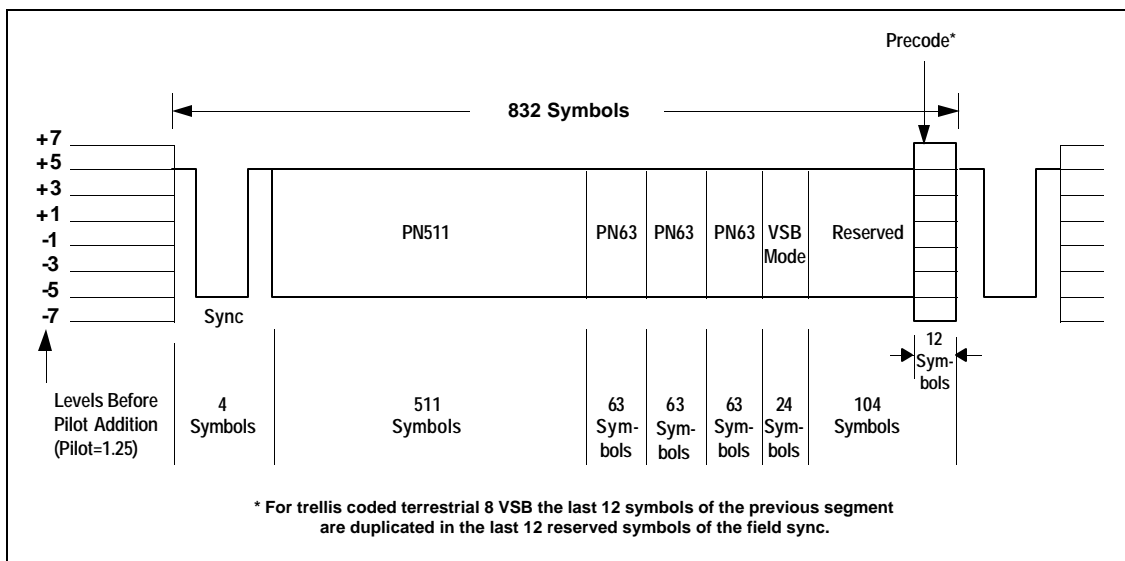 Precode*
832 Symbols
+7
+5
+3
+1
-1
-3
-5
-7
PN511
PN63
PN63
PN63
VSB
Mode
Reserved
Sync
12
Sym-
bols
Levels Before
Pilot Addition
(Pilot=1.25)
4
Symbols
511
Symbols
63
Sym-
bols
63
Sym-
bols
63
Sym-
bols
24
Sym-
bols
104
Symbols
* For trellis coded terrestrial 8 VSB the last 12 symbols of the previous segment
are duplicated in the last 12 reserved symbols of the field sync.